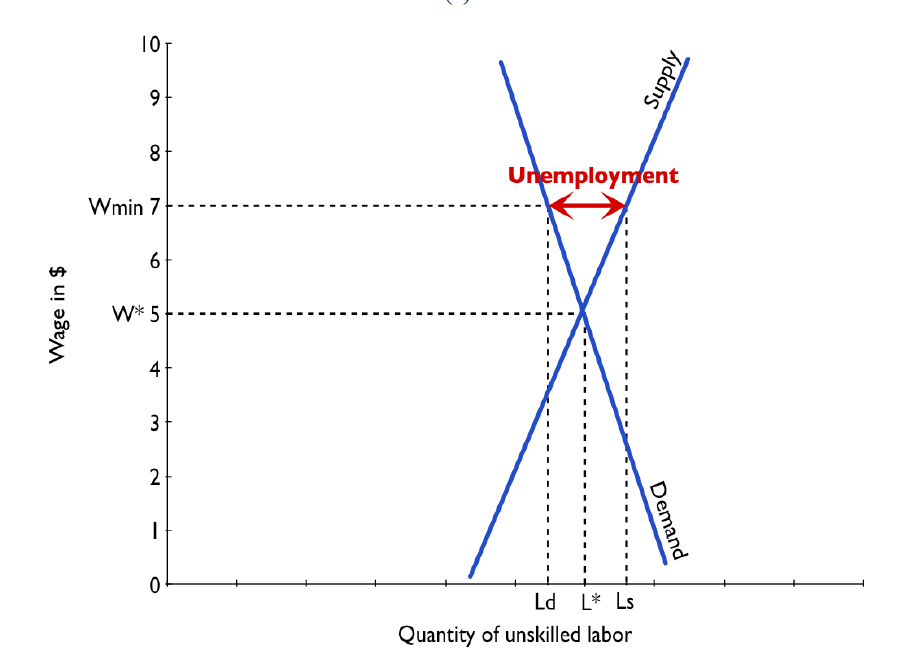 10
9
8
Wmin 7
6
W* 5
4
3
2
1
0
Wage in $
Supply
Unemployment
Demand
Ld L* Ls
Quantity of unskilled labor